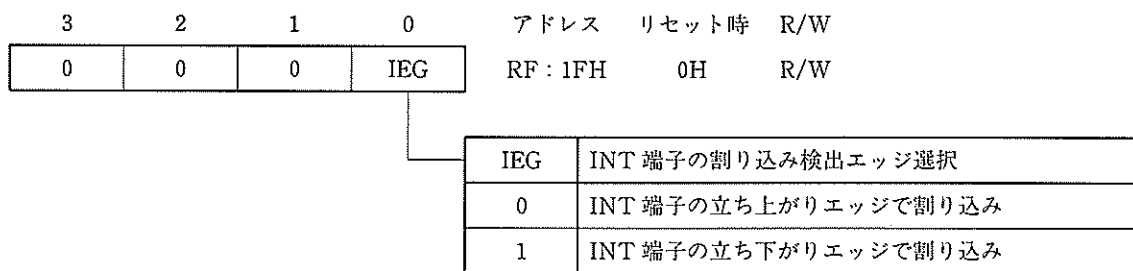 3 2 1 0 アドレス リセット時 R/W
0 0 0 IEG RF：1FH 0H R/W
IEG INT 端子の割り込み検出エッジ選択
0 INT 端子の立ち上がりエッジで割り込み
1 INT 端子の立ち下がりエッジで割り込み